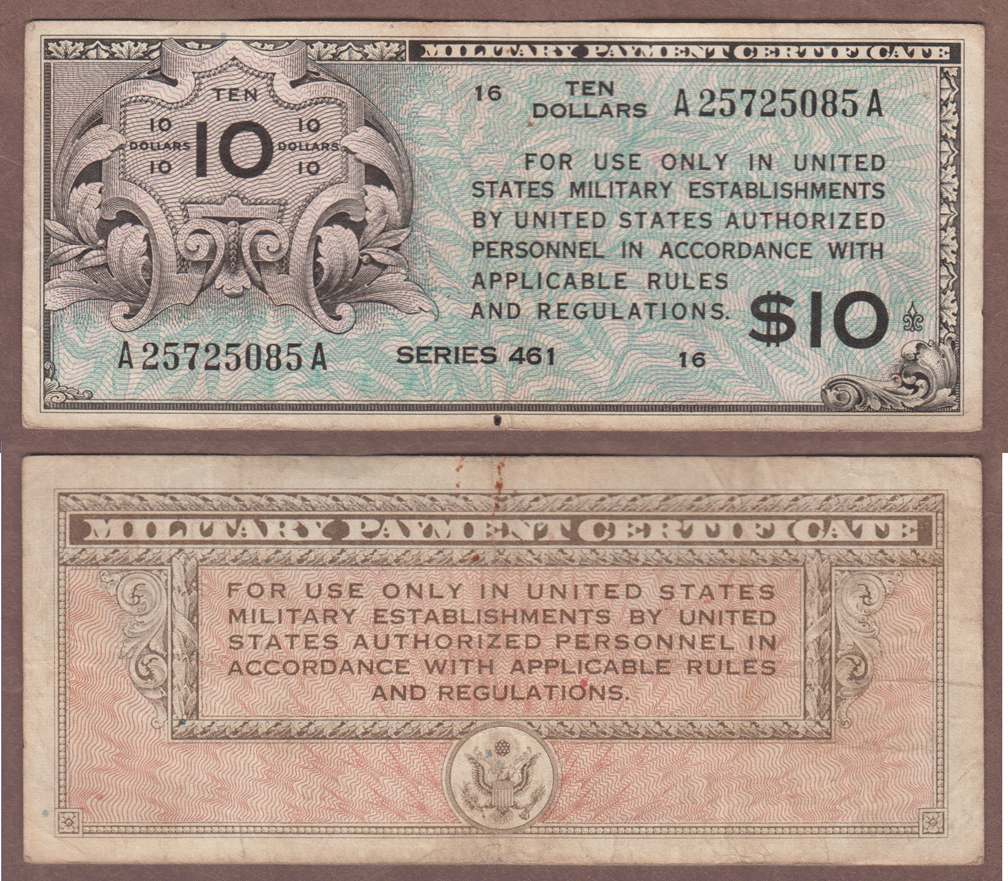 MILITARY PAYMENT CERTIFICATE
TEN
10 10
DOLLARS 10 DOLLARS
10 10
16 TEN DOLLARS A25725085A
FOR USE ONLY IN UNITED
STATES MILITARY ESTABLISHMENTS
BY UNITED STATES AUTHORIZED
PERSONNEL IN ACCORDANCE WITH
APPLICABLE RULES
AND REGULATIONS.
$10
A25725085A SERIES 461 16
MILITARY PAYMENT CERTIFICATE
FOR USE ONLY IN UNITED STATES
MILITARY ESTABLISHMENTS BY UNITED
STATES AUTHORIZED PERSONNEL IN
ACCORDANCE WITH APPLICABLE RULES
AND REGULATIONS.